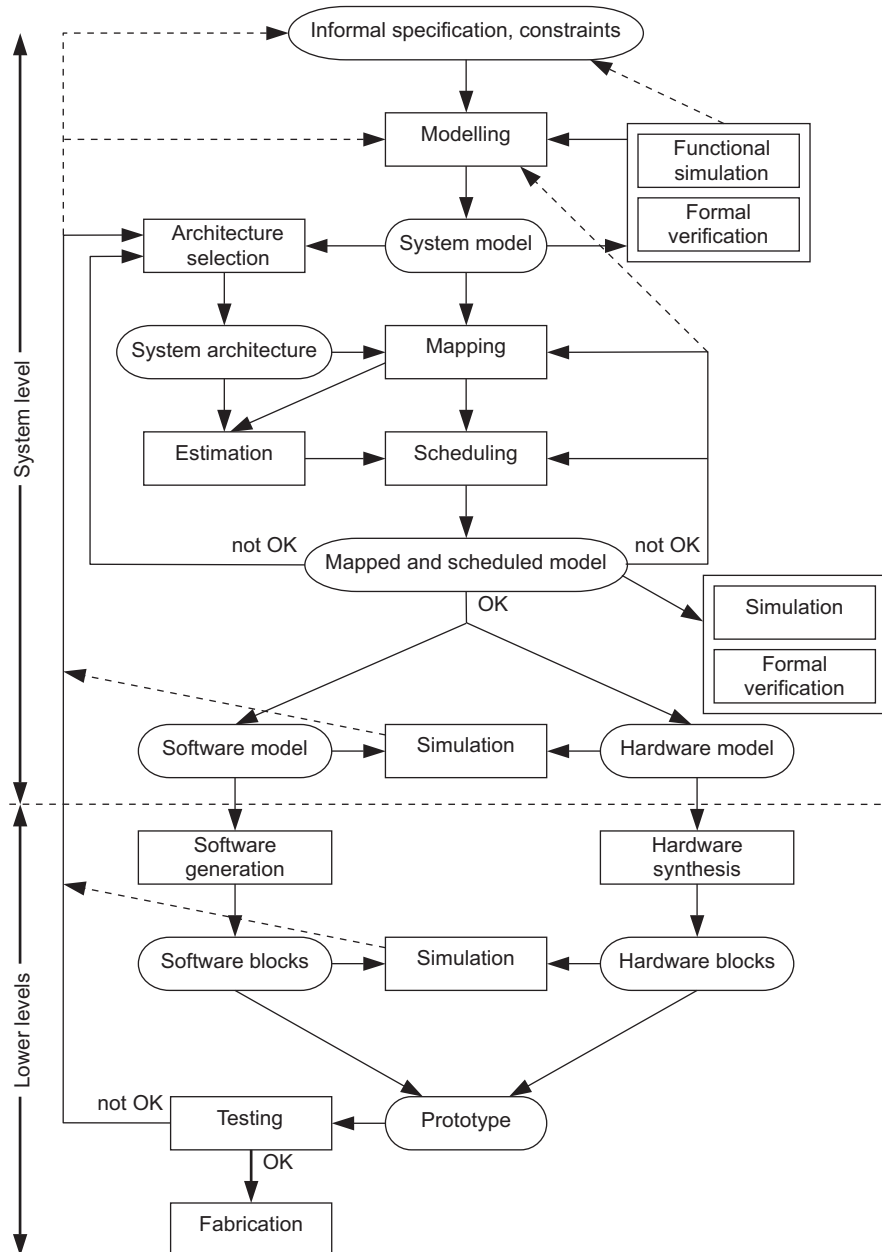 Informal specification, constraints
Modelling
Functional
simulation
Formal
verification
Architecture
selection
System model
System architecture
Mapping
Estimation
Scheduling
not OK
Mapped and scheduled model
not OK
OK
Simulation
Formal
verification
Software model
Simulation
Hardware model
System level
Software
generation
Hardware
synthesis
Software blocks
Simulation
Hardware blocks
Lower levels
not OK
Testing
Prototype
OK
Fabrication